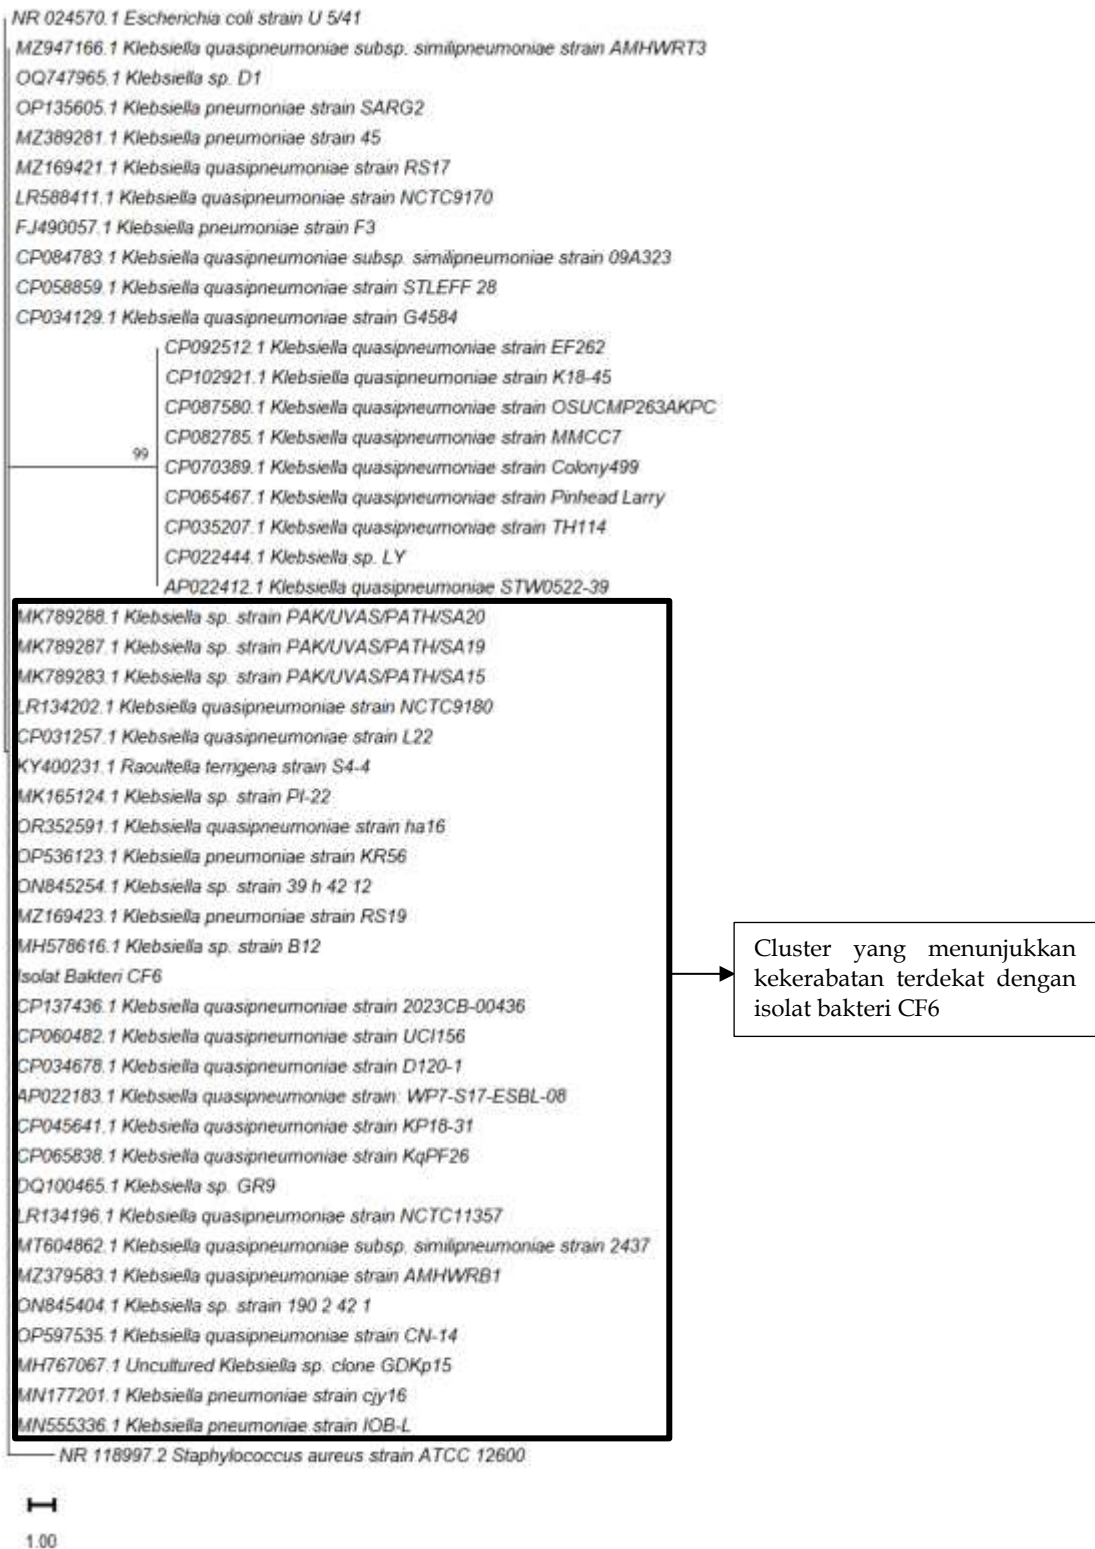 NR 024570.1 Escherichia coli strain U 5/41
MZ947166.1 Klebsiella quasipneumoniae subsp. similipneumoniae strain AMHWRT3
OQ747965.1 Klebsiella sp. D1
OP135605.1 Klebsiella pneumoniae strain SARG2
MZ389281.1 Klebsiella pneumoniae strain 45
MZ169421.1 Klebsiella quasipneumoniae strain RS17
LR588411.1 Klebsiella quasipneumoniae strain NCTC9170
FJ490057.1 Klebsiella pneumoniae strain F3
CP084783.1 Klebsiella quasipneumoniae subsp. similipneumoniae strain 09A323
CP058859.1 Klebsiella quasipneumoniae strain STLEFF 28
CP034129.1 Klebsiella quasipneumoniae strain G4584
CP092512.1 Klebsiella quasipneumoniae strain EF262
CP102921.1 Klebsiella quasipneumoniae strain K18-45
CP087580.1 Klebsiella quasipneumoniae strain OSUCMP263AKPC
CP082785.1 Klebsiella quasipneumoniae strain MMCC7
99
CP070389.1 Klebsiella quasipneumoniae strain Colony499
CP065467.1 Klebsiella quasipneumoniae strain Pinhead Larry
CP035207.1 Klebsiella quasipneumoniae strain TH114
CP022444.1 Klebsiella sp. LY
AP022412.1 Klebsiella quasipneumoniae STW0522-39
MK789288.1 Klebsiella sp. strain PAK/UVAS/PATH/SA20
MK789287.1 Klebsiella sp. strain PAK/UVAS/PATH/SA19
MK789283.1 Klebsiella sp. strain PAK/UVAS/PATH/SA15
LR134202.1 Klebsiella quasipneumoniae strain NCTC9180
CP031257.1 Klebsiella quasipneumoniae strain L22
KY400231.1 Raoultella terrigena strain S4-4
MK165124.1 Klebsiella sp. strain PI-22
OR352591.1 Klebsiella quasipneumoniae strain ha16
OP536123.1 Klebsiella pneumoniae strain KR56
ON845254.1 Klebsiella sp. strain 39 h 42 12
MZ169423.1 Klebsiella pneumoniae strain RS19
MH578616.1 Klebsiella sp. strain B12
Isolat Bakteri CF6
CP137436.1 Klebsiella quasipneumoniae strain 2023CB-00436
CP060482.1 Klebsiella quasipneumoniae strain UCI156
CP034678.1 Klebsiella quasipneumoniae strain D120-1
AP022183.1 Klebsiella quasipneumoniae strain: WP7-S17-ESBL-08
CP045641.1 Klebsiella quasipneumoniae strain KP18-31
CP065838.1 Klebsiella quasipneumoniae strain KqPF26
DQ100465.1 Klebsiella sp. GR9
LR134196.1 Klebsiella quasipneumoniae strain NCTC11357
MT604862.1 Klebsiella quasipneumoniae subsp. similipneumoniae strain 2437
MZ379583.1 Klebsiella quasipneumoniae strain AMHWRB1
ON845404.1 Klebsiella sp. strain 190 2 42 1
OP597535.1 Klebsiella quasipneumoniae strain CN-14
MH767067.1 Uncultured Klebsiella sp. clone GDKp15
MN177201.1 Klebsiella pneumoniae strain cjy16
MN555336.1 Klebsiella pneumoniae strain IOB-L
NR 118997.2 Staphylococcus aureus strain ATCC 12600
1.00
Cluster yang menunjukkan
kekerabatan terdekat dengan
isolat bakteri CF6